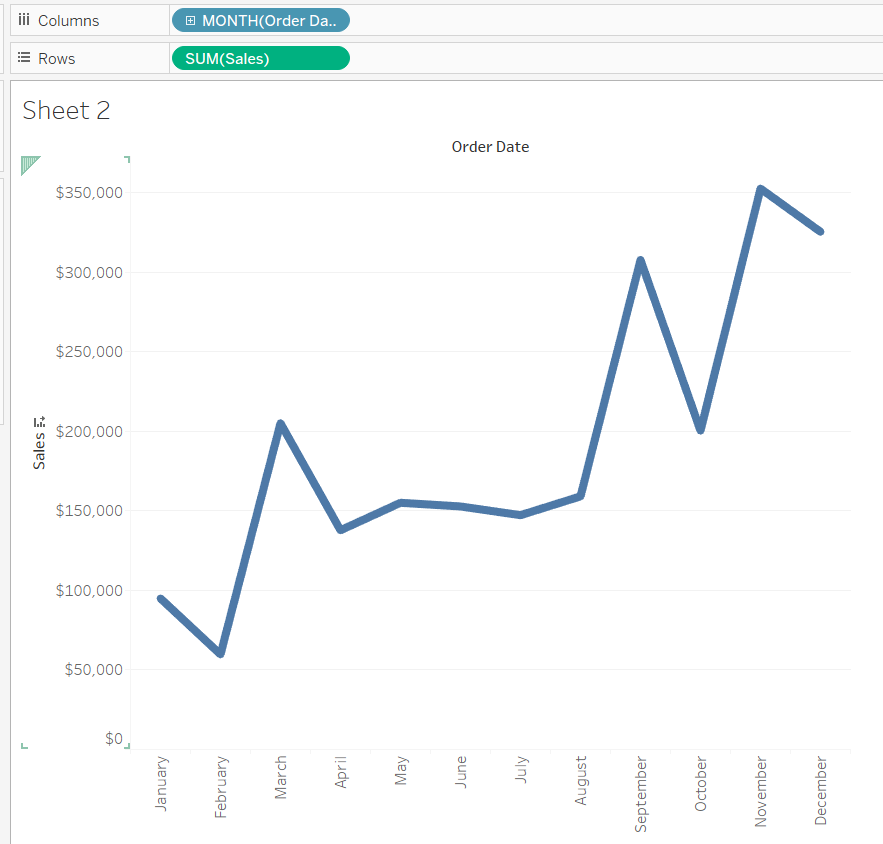 Columns
MONTH(Order Da..
Rows
SUM(Sales)
Sheet 2
Order Date
$350,000
$300,000
$250,000
$200,000
$150,000
$100,000
$50,000
$0
Sales
January
February
March
April
May
June
July
August
September
October
November
December